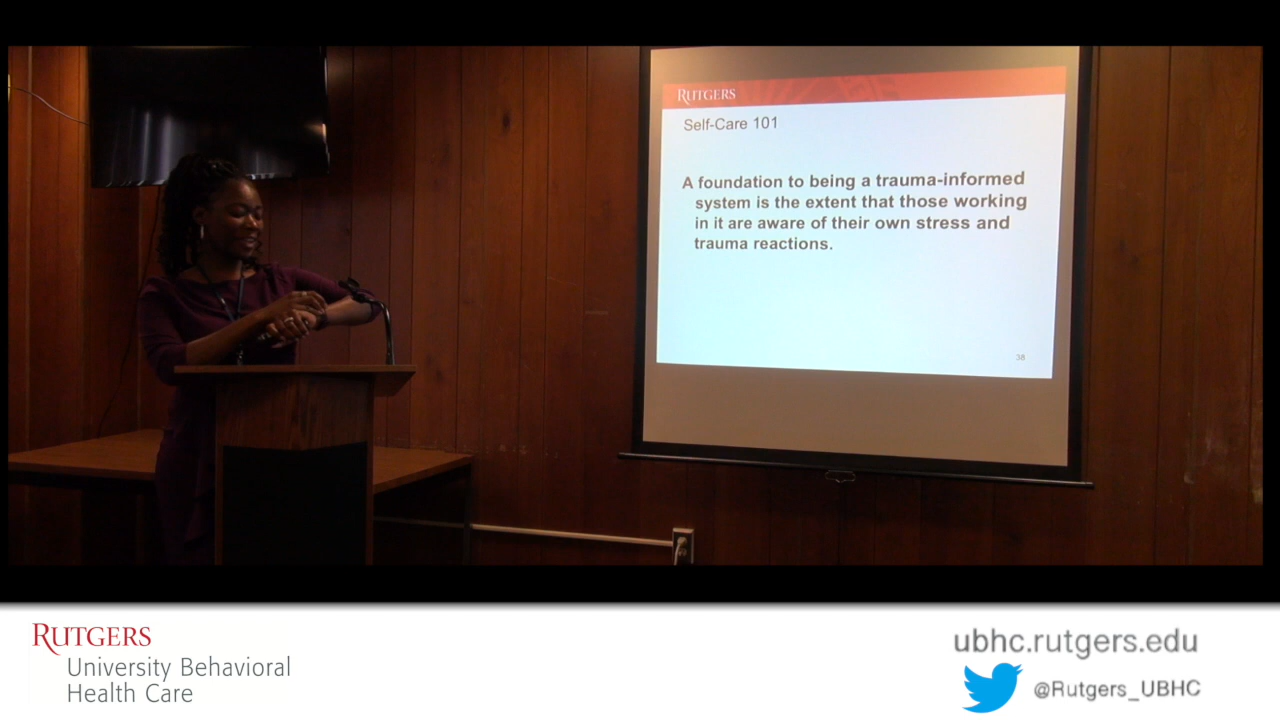 RUTGERS
Self-Care 101
A foundation to being a trauma-informed
system is the extent that those working
in it are aware of their own stress and
trauma reactions.
38
RUTGERS
University Behavioral
Health Care
ubhc.rutgers.edu
@Rutgers_UBHC